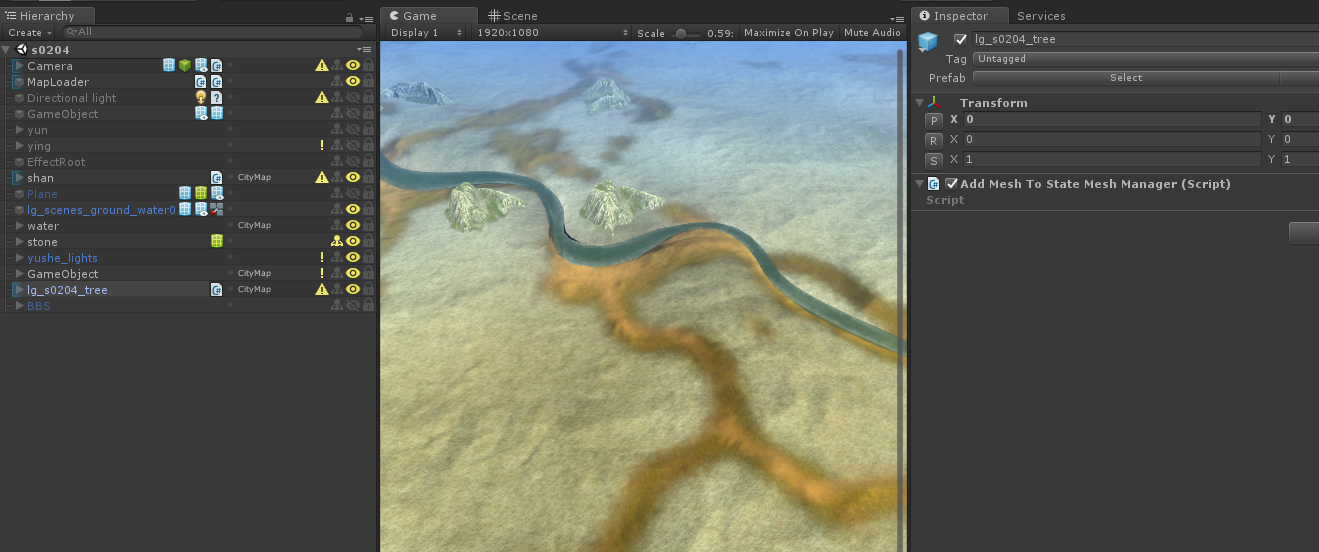 Hierarchy
Create
All
s0204
Camera
MapLoader
Directional light
GameObject
yun
ying
EffectRoot
shan CityMap
Plane
lg_scenes_ground_water0
water CityMap
stone
yushe_lights
GameObject CityMap
lg_s0204_tree CityMap
BBS
Game Scene
Display 1 1920x1080 Scale 0.59: Maximize On Play Mute Audio
Inspector Services
lg_s0204_tree
Tag Untagged
Prefab Select
Transform
P X 0 Y 0
R X 0 Y 0
S X 1 Y 1
Add Mesh To State Mesh Manager (Script)
Script